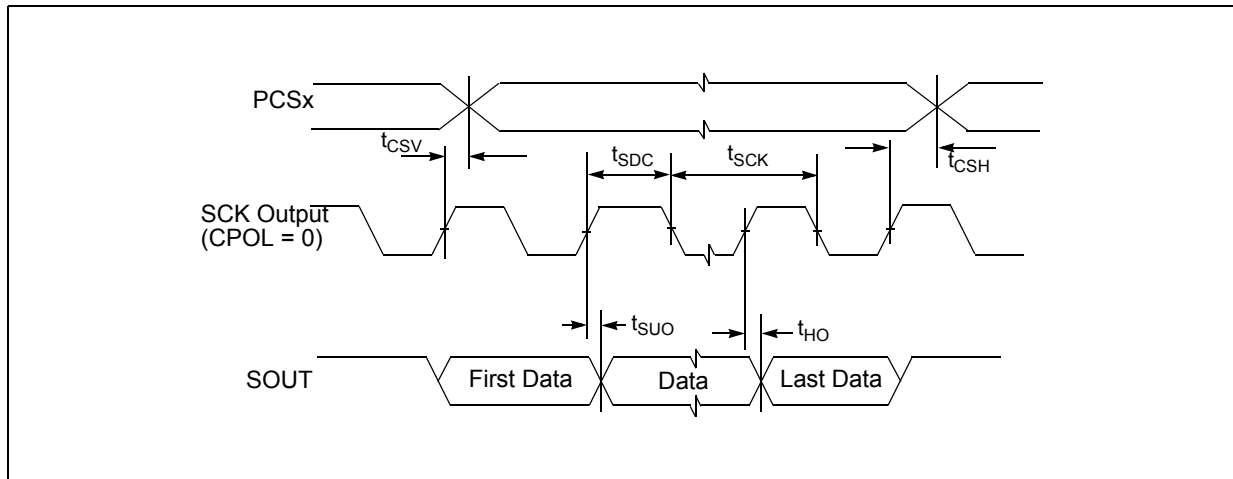 PCSx
tCSV
tSDC
tSCK
tCSH
SCK Output
(CPOL = 0)
tSUO
tHO
SOUT
First Data
Data
Last Data